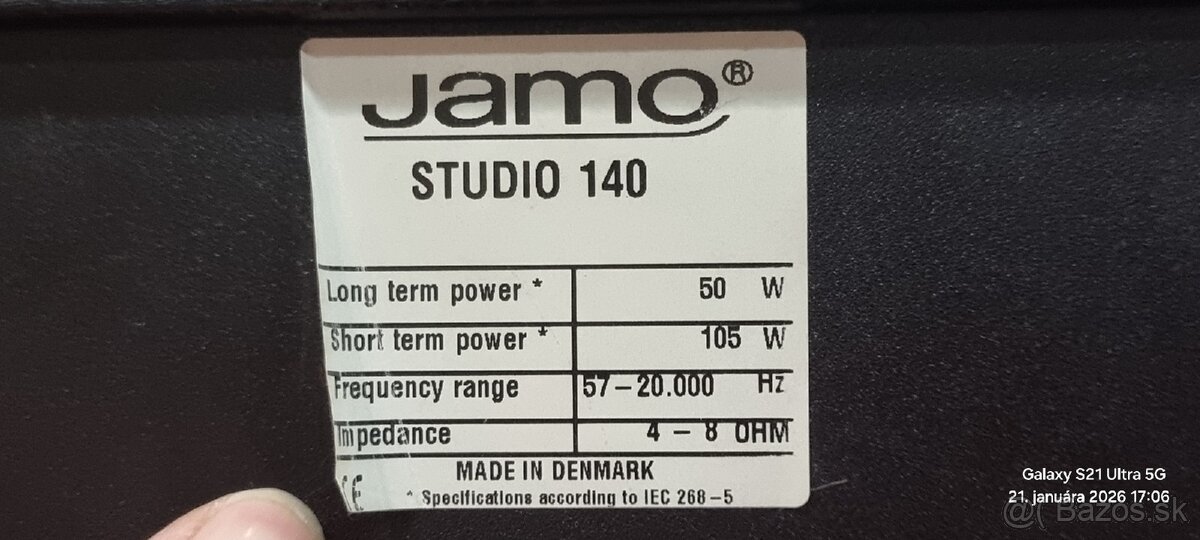 Jamo®
STUDIO 140
Long term power * 50 W
Short term power * 105 W
Frequency range 57–20.000 Hz
Impedance 4 – 8 OHM
MADE IN DENMARK
CE * Specifications according to IEC 268–5
Galaxy S21 Ultra 5G
21. januára 2026 17:06
Bazos.sk